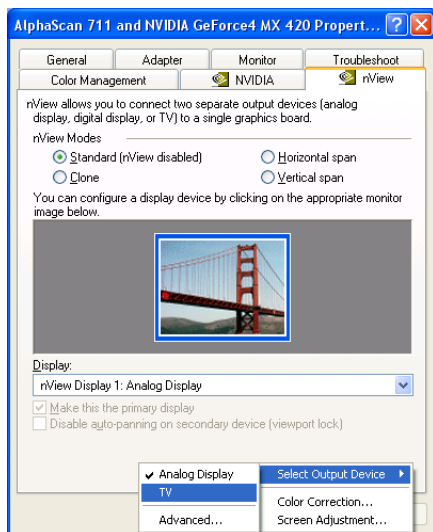 AlphaScan 711 and NVIDIA GeForce4 MX 420 Propert...
General Adapter Monitor Troubleshoot
Color Management NVIDIA nView
nView allows you to connect two separate output devices (analog
display, digital display, or TV) to a single graphics board.
nView Modes
Standard (nView disabled) Horizontal span
Clone Vertical span
You can configure a display device by clicking on the appropriate monitor
image below.
Display:
nView Display 1: Analog Display
Make this the primary display
Disable auto-panning on secondary device (viewport lock)
Analog Display Select Output Device
TV
Color Correction...
Advanced... Screen Adjustment...